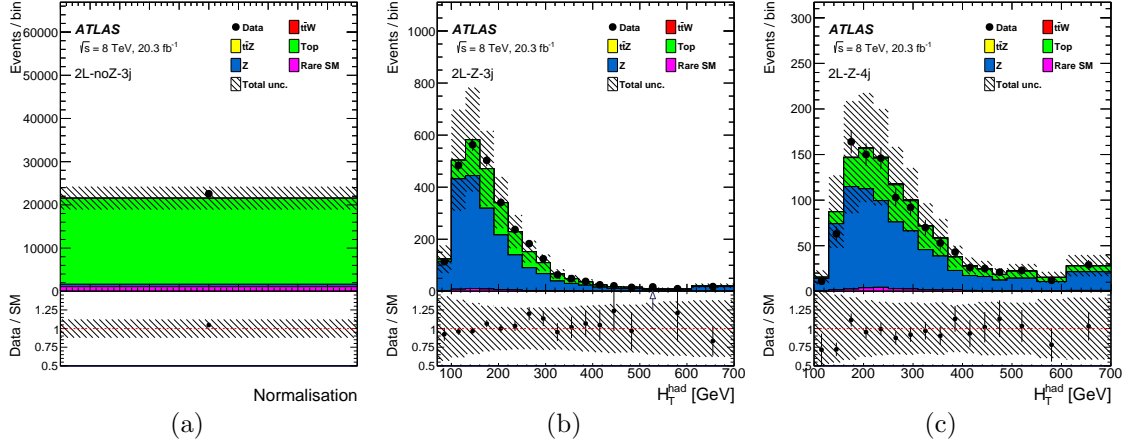 Events / bin
60000
50000
40000
30000
20000
10000
0
ATLAS
√s = 8 TeV, 20.3 fb⁻¹
2L-noZ-3j
Data
tt̄W
tt̄Z
Top
Z
Rare SM
Total unc.
Data / SM
1.25
1
0.75
0.5
Normalisation
(a)
Events / bin
1000
800
600
400
200
0
ATLAS
√s = 8 TeV, 20.3 fb⁻¹
2L-Z-3j
Data
tt̄W
tt̄Z
Top
Z
Rare SM
Total unc.
Data / SM
1.25
1
0.75
0.5
100 200 300 400 500 600 700
H_T^had [GeV]
(b)
Events / bin
300
250
200
150
100
50
0
ATLAS
√s = 8 TeV, 20.3 fb⁻¹
2L-Z-4j
Data
tt̄W
tt̄Z
Top
Z
Rare SM
Total unc.
Data / SM
1.25
1
0.75
0.5
100 200 300 400 500 600 700
H_T^had [GeV]
(c)